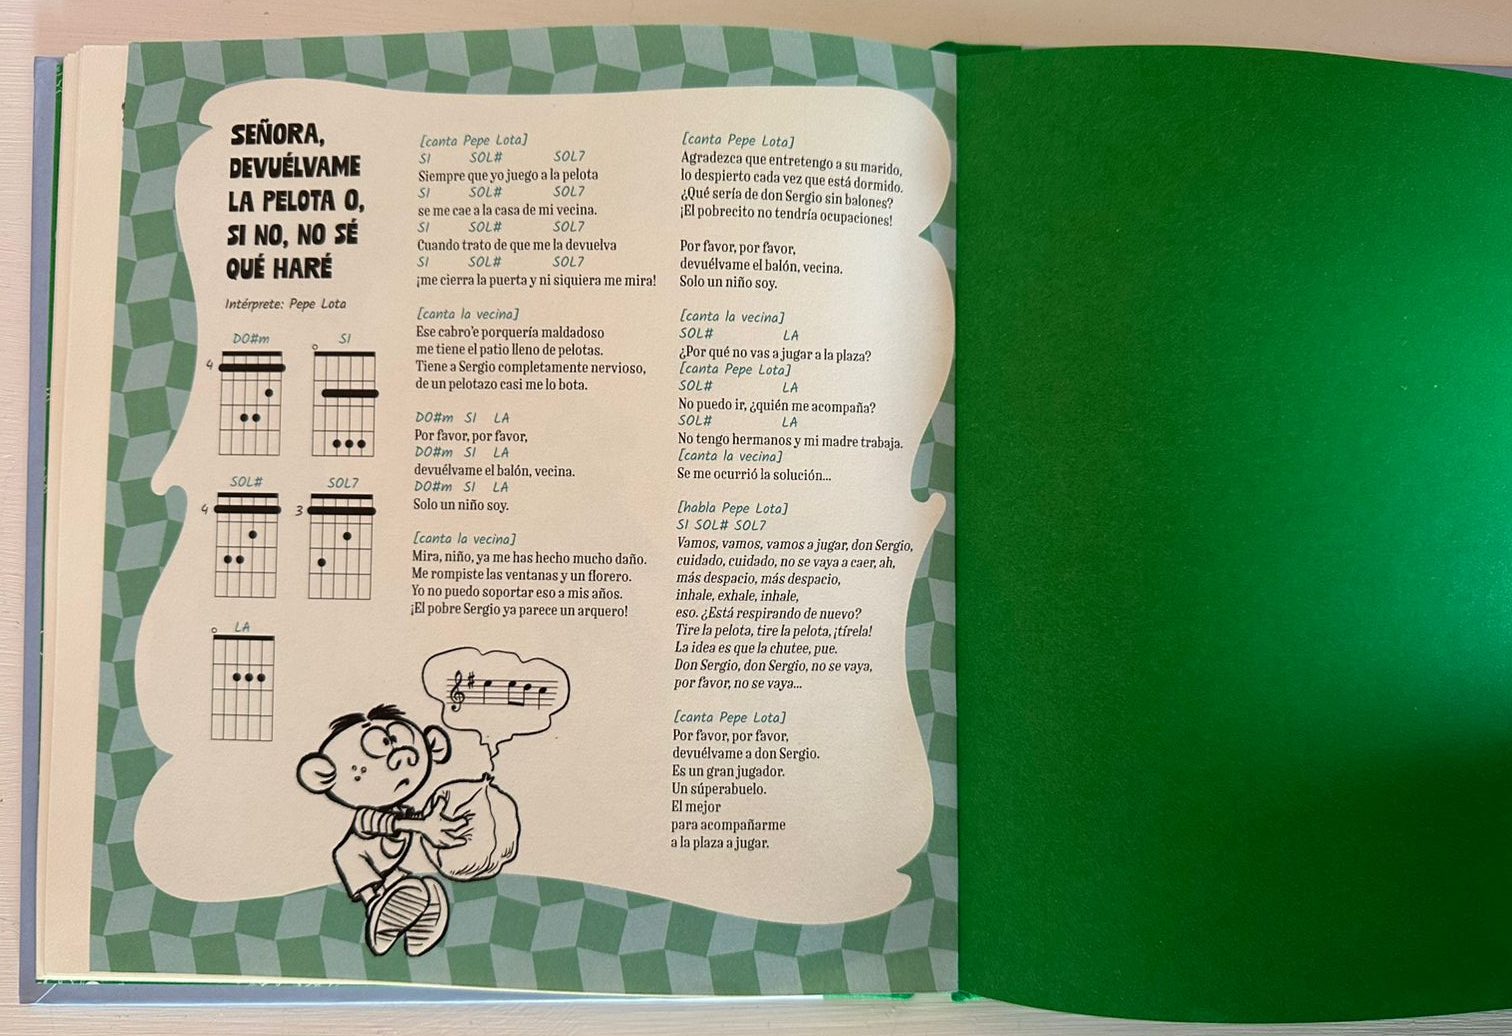 SEÑORA,
DEVUÉLVAME
LA PELOTA O,
SI NO, NO SÉ
QUÉ HARÉ
Intérprete: Pepe Lota
DO#m SI
4
SOL# SOL7
4 3
LA
[canta Pepe Lota]
SI SOL# SOL7
Siempre que yo juego a la pelota
SI SOL# SOL7
se me cae a la casa de mi vecina.
SI SOL# SOL7
Cuando trato de que me la devuelva
SI SOL# SOL7
¡me cierra la puerta y ni siquiera me mira!
[canta la vecina]
Ese cabro'e porquería maldadoso
me tiene el patio lleno de pelotas.
Tiene a Sergio completamente nervioso,
de un pelotazo casi me lo bota.
DO#m SI LA
Por favor, por favor,
DO#m SI LA
devuélvame el balón, vecina.
DO#m SI LA
Solo un niño soy.
[canta la vecina]
Mira, niño, ya me has hecho mucho daño.
Me rompiste las ventanas y un florero.
Yo no puedo soportar eso a mis años.
¡El pobre Sergio ya parece un arquero!
[canta Pepe Lota]
Agradezca que entretengo a su marido,
lo despierto cada vez que está dormido.
¿Qué sería de don Sergio sin balones?
¡El pobrecito no tendría ocupaciones!
Por favor, por favor,
devuélvame el balón, vecina.
Solo un niño soy.
[canta la vecina]
SOL# LA
¿Por qué no vas a jugar a la plaza?
[canta Pepe Lota]
SOL# LA
No puedo ir, ¿quién me acompaña?
SOL# LA
No tengo hermanos y mi madre trabaja.
[canta la vecina]
Se me ocurrió la solución...
[habla Pepe Lota]
SI SOL# SOL7
Vamos, vamos, vamos a jugar, don Sergio,
cuidado, cuidado, no se vaya a caer, ah,
más despacio, más despacio,
inhale, exhale, inhale,
eso. ¿Está respirando de nuevo?
Tire la pelota, tire la pelota, ¡tírela!
La idea es que la chutee, pue.
Don Sergio, don Sergio, no se vaya,
por favor, no se vaya...
[canta Pepe Lota]
Por favor, por favor,
devuélvame a don Sergio.
Es un gran jugador.
Un súperabuelo.
El mejor
para acompañarme
a la plaza a jugar.